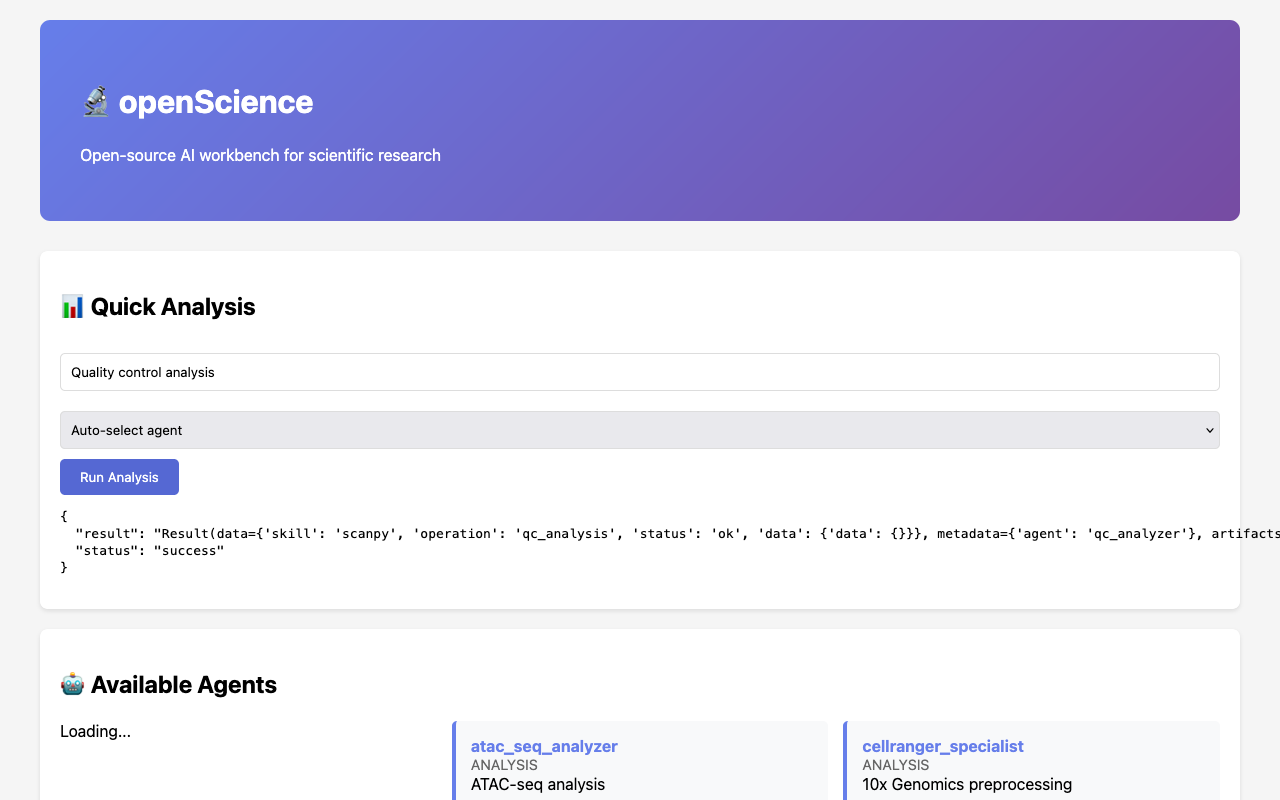 🔬 openScience
Open-source AI workbench for scientific research
📊 Quick Analysis
Quality control analysis
Auto-select agent
Run Analysis
{
  "result": "Result(data={'skill': 'scanpy', 'operation': 'qc_analysis', 'status': 'ok', 'data': {'data': {}}}, metadata={'agent': 'qc_analyzer'}, artifacts
  "status": "success"
}
🤖 Available Agents
Loading...
atac_seq_analyzer
ANALYSIS
ATAC-seq analysis
cellranger_specialist
ANALYSIS
10x Genomics preprocessing